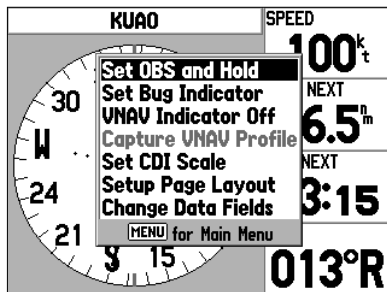 KUAO
SPEED
100kt
Set OBS and Hold
Set Bug Indicator
VNAV Indicator Off
Capture VNAV Profile
Set CDI Scale
Setup Page Layout
Change Data Fields
MENU for Main Menu
30
W
24
21
S
15
NEXT
6.5nm
NEXT
3:15
013°R